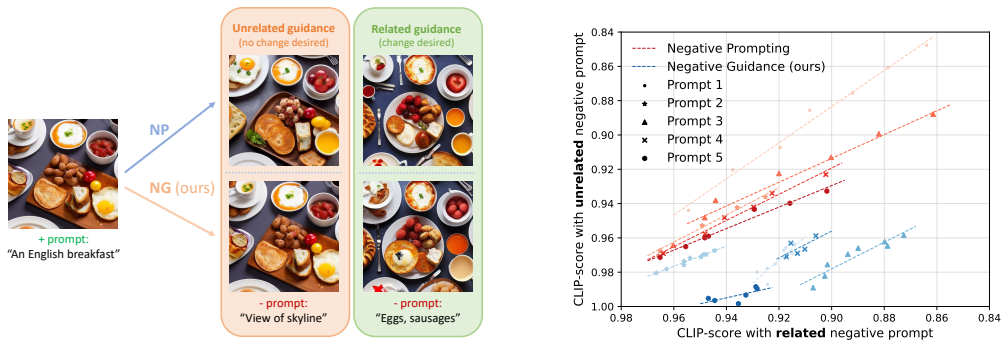 Unrelated guidance
(no change desired)
Related guidance
(change desired)
NP
NG (ours)
+ prompt:
“An English breakfast”
- prompt:
“View of skyline”
- prompt:
“Eggs, sausages”
CLIP-score with unrelated negative prompt
0.84
0.86
0.88
0.90
0.92
0.94
0.96
0.98
1.00
Negative Prompting
Negative Guidance (ours)
Prompt 1
Prompt 2
Prompt 3
Prompt 4
Prompt 5
0.98
0.96
0.94
0.92
0.90
0.88
0.86
0.84
CLIP-score with related negative prompt